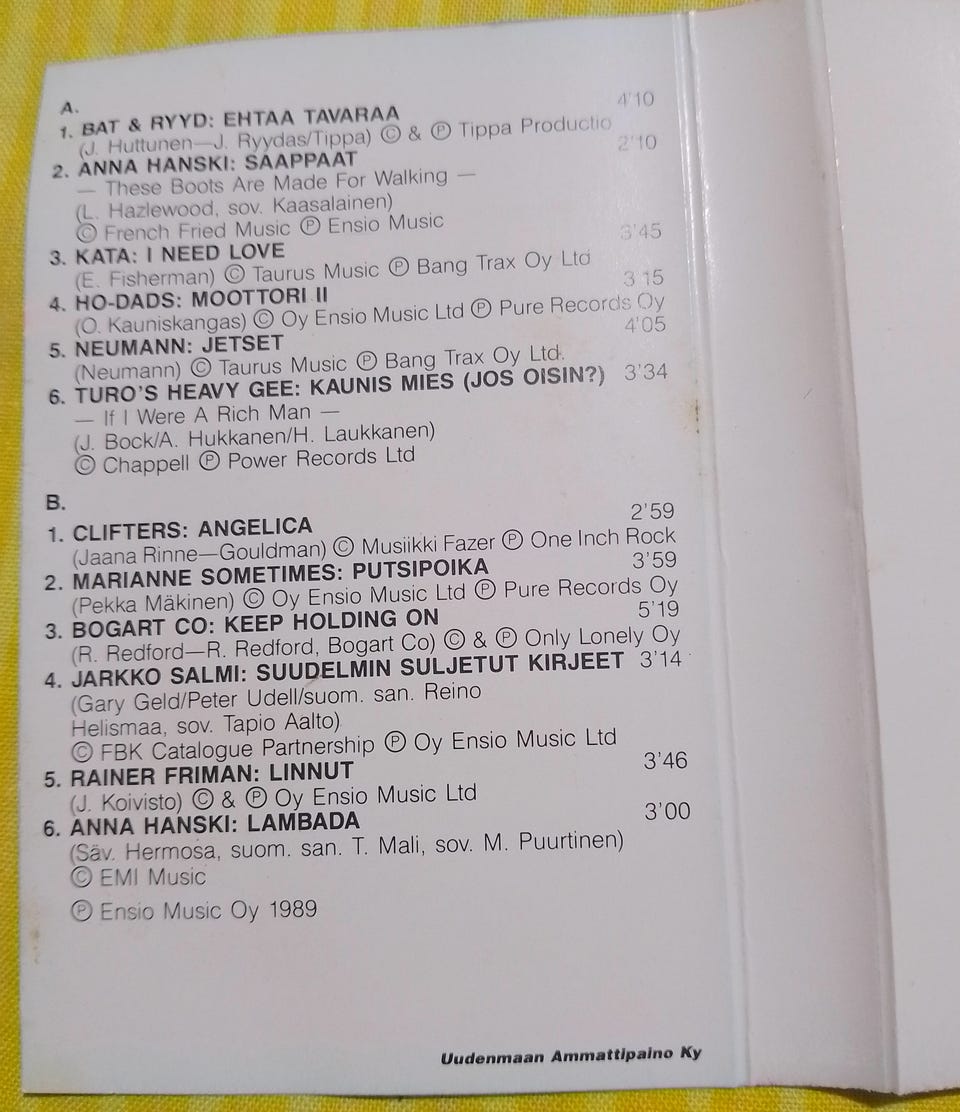 A.
1. BAT & RYYD: EHTAA TAVARAA 4'10
(J. Huttunen—J. Ryydas/Tippa) © & ℗ Tippa Productio
2. ANNA HANSKI: SAAPPAAT 2'10
— These Boots Are Made For Walking —
(L. Hazlewood, sov. Kaasalainen)
© French Fried Music ℗ Ensio Music
3. KATA: I NEED LOVE 3'45
(E. Fisherman) © Taurus Music ℗ Bang Trax Oy Ltd
4. HO-DADS: MOOTTORI II 3'15
(O. Kauniskangas) © Oy Ensio Music Ltd ℗ Pure Records Oy
5. NEUMANN: JETSET 4'05
(Neumann) © Taurus Music ℗ Bang Trax Oy Ltd.
6. TURO'S HEAVY GEE: KAUNIS MIES (JOS OISIN?) 3'34
— If I Were A Rich Man —
(J. Bock/A. Hukkanen/H. Laukkanen)
© Chappell ℗ Power Records Ltd
B.
1. CLIFTERS: ANGELICA 2'59
(Jaana Rinne—Gouldman) © Musiikki Fazer ℗ One Inch Rock
2. MARIANNE SOMETIMES: PUTSIPOIKA 3'59
(Pekka Mäkinen) © Oy Ensio Music Ltd ℗ Pure Records Oy
3. BOGART CO: KEEP HOLDING ON 5'19
(R. Redford—R. Redford, Bogart Co) © & ℗ Only Lonely Oy
4. JARKKO SALMI: SUUDELMIN SULJETUT KIRJEET 3'14
(Gary Geld/Peter Udell/suom. san. Reino
Helismaa, sov. Tapio Aalto)
© FBK Catalogue Partnership ℗ Oy Ensio Music Ltd
5. RAINER FRIMAN: LINNUT 3'46
(J. Koivisto) © & ℗ Oy Ensio Music Ltd
6. ANNA HANSKI: LAMBADA 3'00
(Säv. Hermosa, suom. san. T. Mali, sov. M. Puurtinen)
© EMI Music
℗ Ensio Music Oy 1989
Uudenmaan Ammattipaino Ky